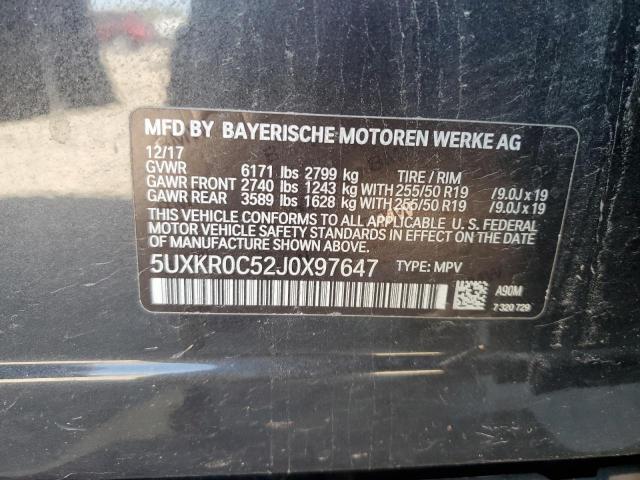 MFD BY BAYERISCHE MOTOREN WERKE AG
12/17
GVWR 6171 lbs 2799 kg TIRE / RIM
GAWR FRONT 2740 lbs 1243 kg WITH 255/50 R19 /9.0J x 19
GAWR REAR 3589 lbs 1628 kg WITH 255/50 R19 /9.0J x 19
THIS VEHICLE CONFORMS TO ALL APPLICABLE U.S. FEDERAL
MOTOR VEHICLE SAFETY STANDARDS IN EFFECT ON THE DATE OF MANUFACTURE
SHOWN ABOVE.
5UXKR0C52J0X97647 TYPE: MPV
A90M
7 320 729